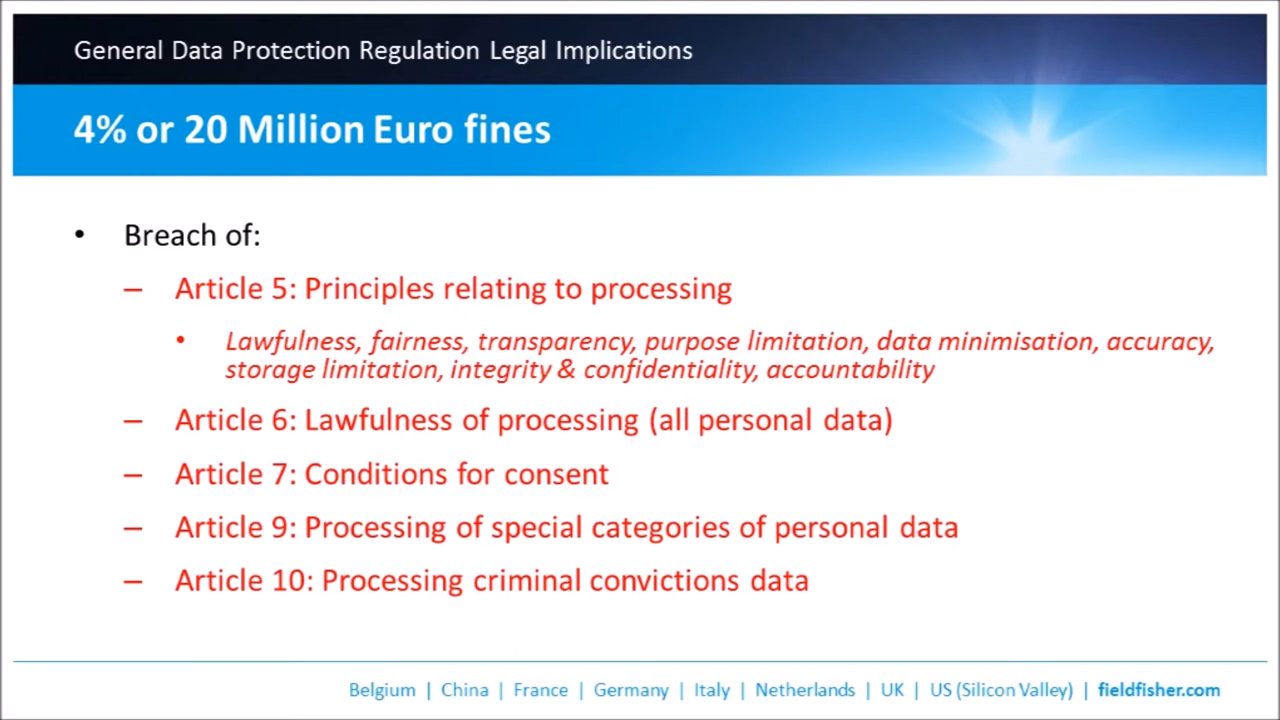 General Data Protection Regulation Legal Implications
4% or 20 Million Euro fines
• Breach of:
– Article 5: Principles relating to processing
• Lawfulness, fairness, transparency, purpose limitation, data minimisation, accuracy,
storage limitation, integrity & confidentiality, accountability
– Article 6: Lawfulness of processing (all personal data)
– Article 7: Conditions for consent
– Article 9: Processing of special categories of personal data
– Article 10: Processing criminal convictions data
Belgium | China | France | Germany | Italy | Netherlands | UK | US (Silicon Valley) | fieldfisher.com